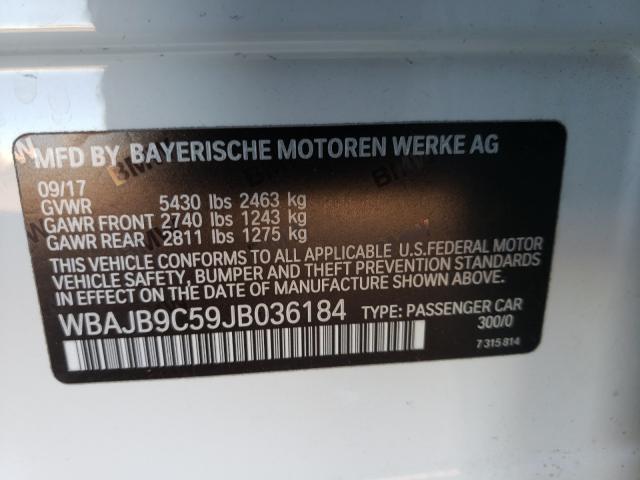 MFD BY BAYERISCHE MOTOREN WERKE AG
09/17
GVWR 5430 lbs 2463 kg
GAWR FRONT 2740 lbs 1243 kg
GAWR REAR 2811 lbs 1275 kg
THIS VEHICLE CONFORMS TO ALL APPLICABLE U.S.FEDERAL MOTOR
VEHICLE SAFETY, BUMPER AND THEFT PREVENTION STANDARDS
IN EFFECT ON THE DATE OF MANUFACTURE SHOWN ABOVE.
WBAJB9C59JB036184 TYPE: PASSENGER CAR
300/0
7 315 814